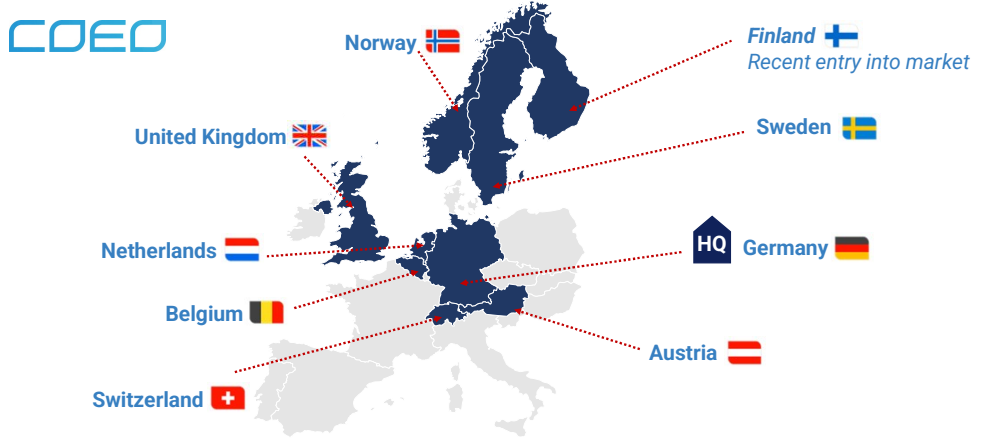 COEO
Norway
Finland
Recent entry into market
United Kingdom
Sweden
Netherlands
HQ Germany
Belgium
Austria
Switzerland